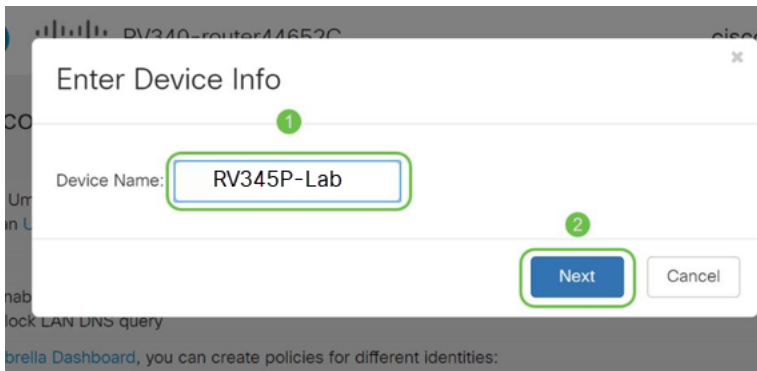 RV340-router44652C cisco
Enter Device Info
×
1
Device Name: RV345P-Lab
2
Next Cancel
lock LAN DNS query
brella Dashboard, you can create policies for different identities: